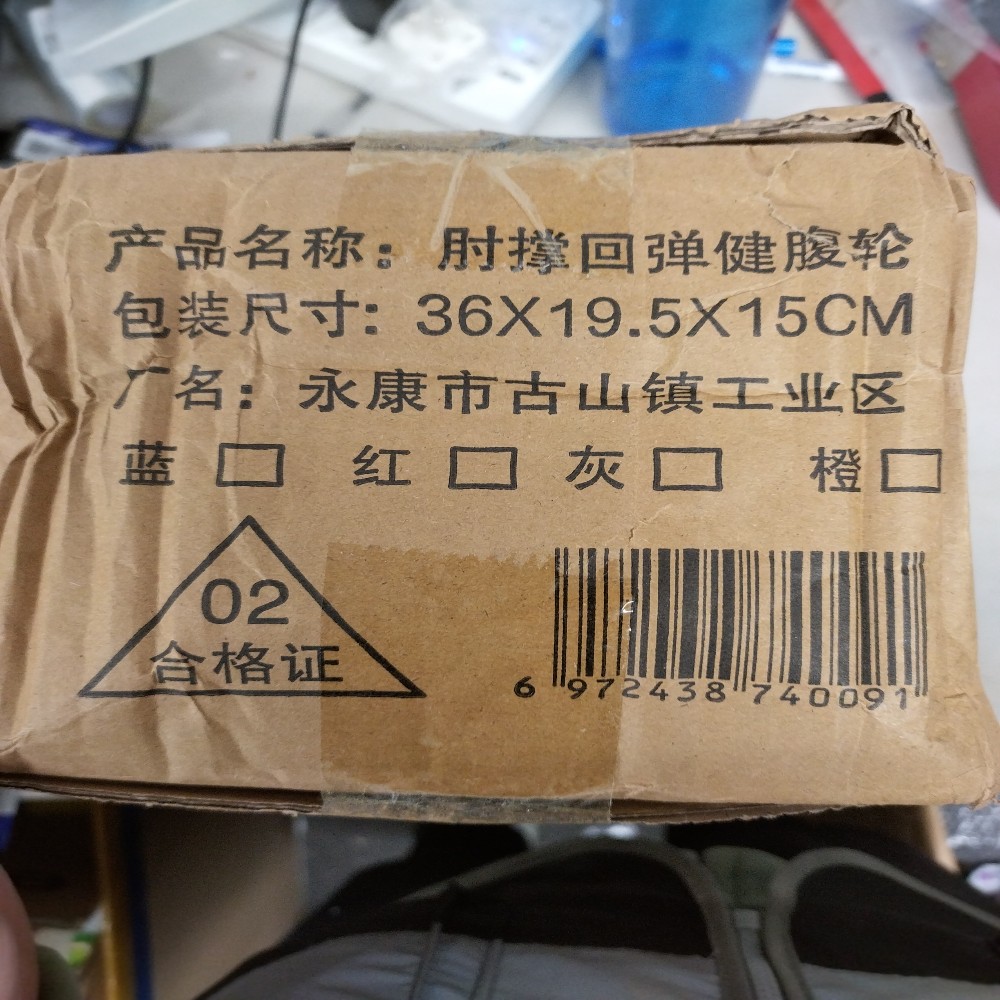 产品名称：肘撑回弹健腹轮
包装尺寸：36X19.5X15CM
厂名：永康市古山镇工业区
蓝 红 灰 橙
02
合格证
6 972438 740091